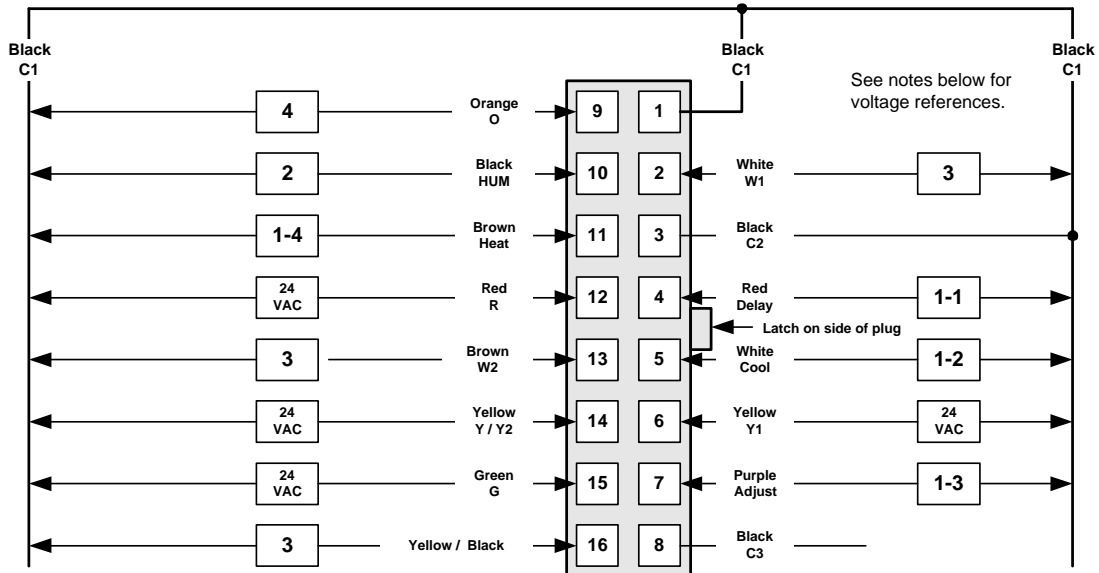 Black
C1
Black
C1
Black
C1
See notes below for
voltage references.
4
Orange
O
9
1
2
Black
HUM
10
2
White
W1
3
1-4
Brown
Heat
11
3
Black
C2
24
VAC
Red
R
12
4
Red
Delay
1-1
Latch on side of plug
3
Brown
W2
13
5
White
Cool
1-2
24
VAC
Yellow
Y / Y2
14
6
Yellow
Y1
24
VAC
24
VAC
Green
G
15
7
Purple
Adjust
1-3
3
Yellow / Black
16
8
Black
C3